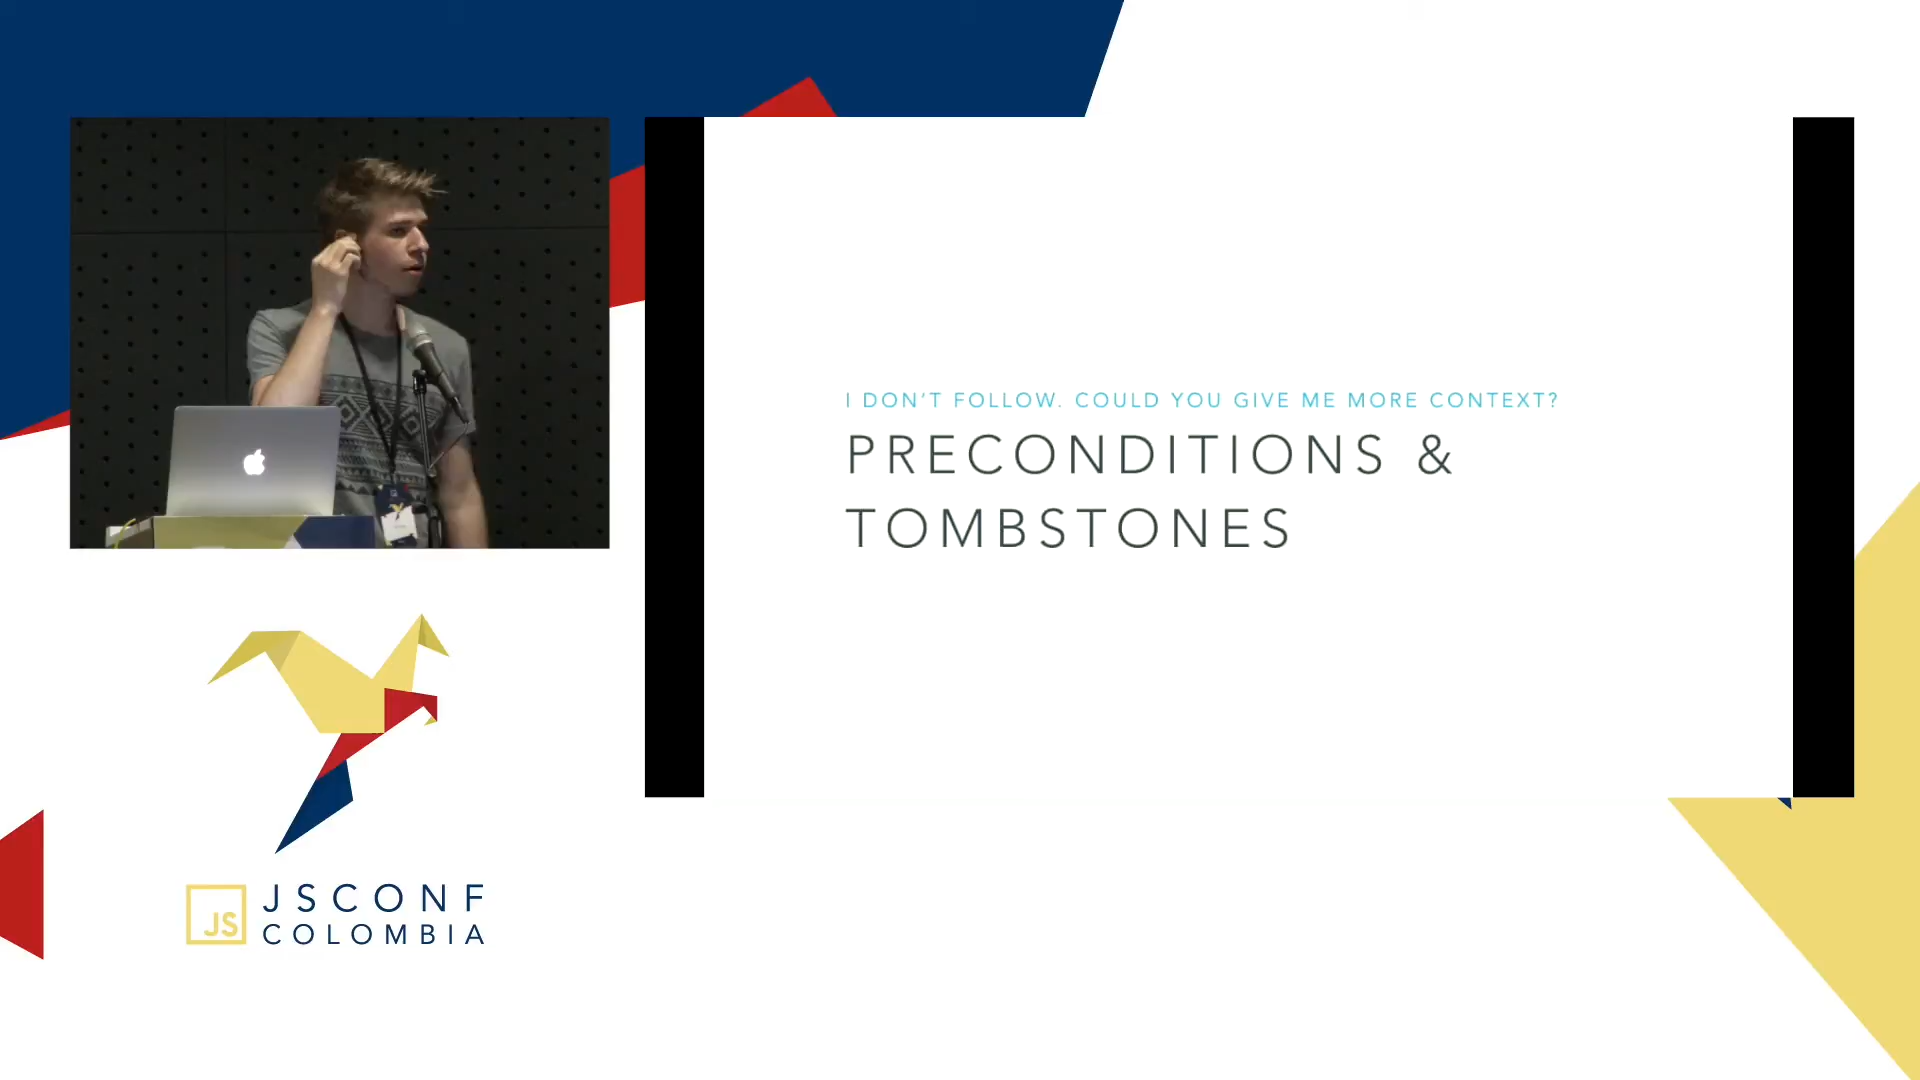 I DON'T FOLLOW. COULD YOU GIVE ME MORE CONTEXT?
PRECONDITIONS &
TOMBSTONES
JS
JSCONF
COLOMBIA